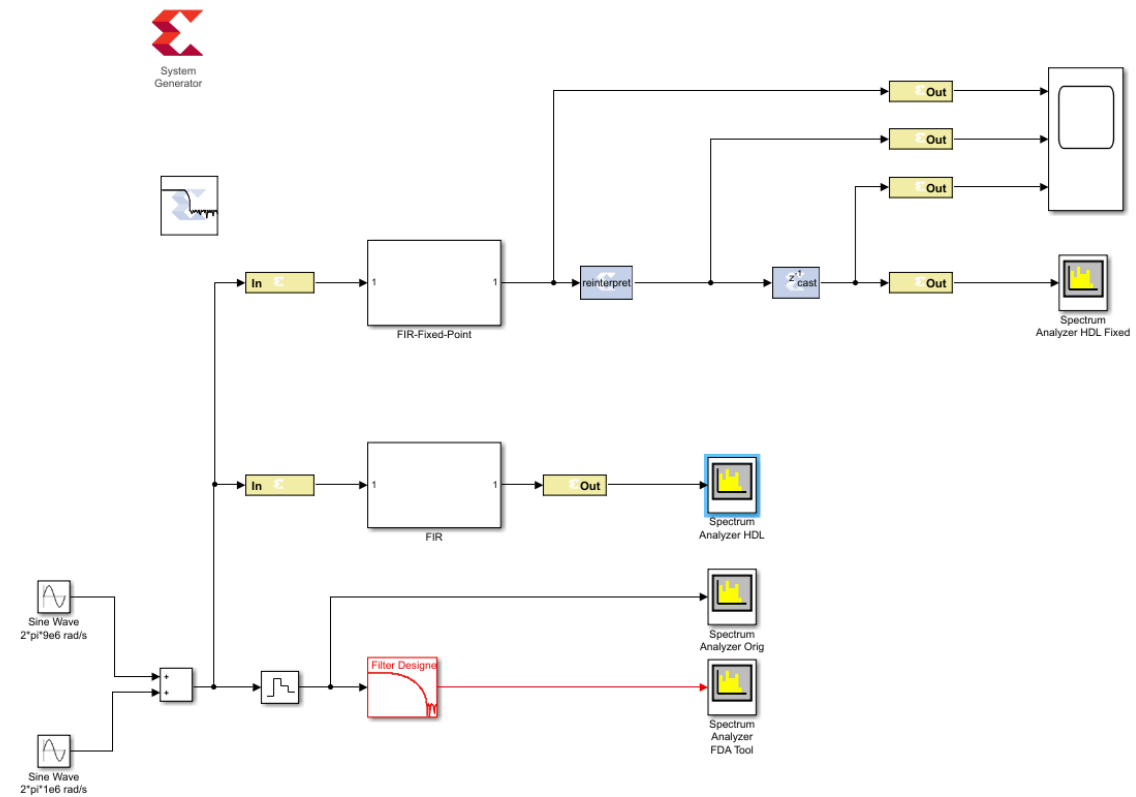 System
Generator
Out
Out
Out
In
1
1
reinterpret
z-1
cast
Out
FIR-Fixed-Point
Spectrum
Analyzer HDL Fixed
In
1
1
Out
FIR
Spectrum
Analyzer HDL
Sine Wave
2*pi*9e6 rad/s
Spectrum
Analyzer Orig
+
+
Filter Designe
Spectrum
Analyzer
FDA Tool
Sine Wave
2*pi*1e6 rad/s